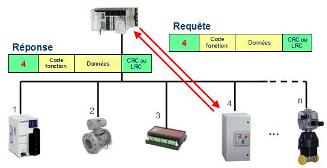 Requête
4 Code fonction Données CRC ou LRC
Réponse
4 Code fonction Données CRC ou LRC
1 2 3 4 ... n